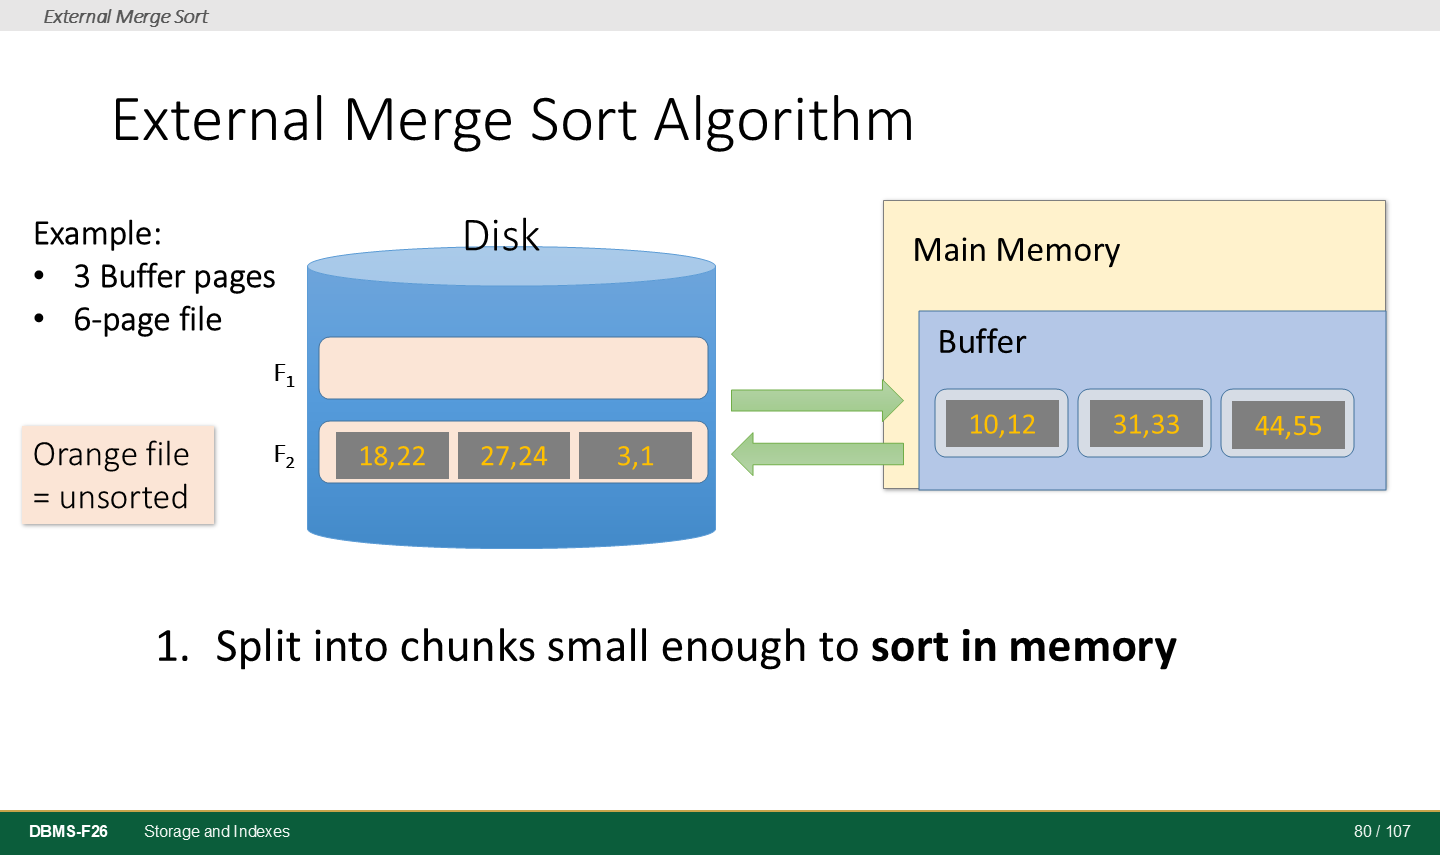 External Merge Sort
External Merge Sort Algorithm
Example:
• 3 Buffer pages
• 6-page file
Orange file
= unsorted
Disk
F1
F2
18,22
27,24
3,1
Main Memory
Buffer
10,12
31,33
44,55
1. Split into chunks small enough to sort in memory
DBMS-F26 Storage and Indexes 80 / 107